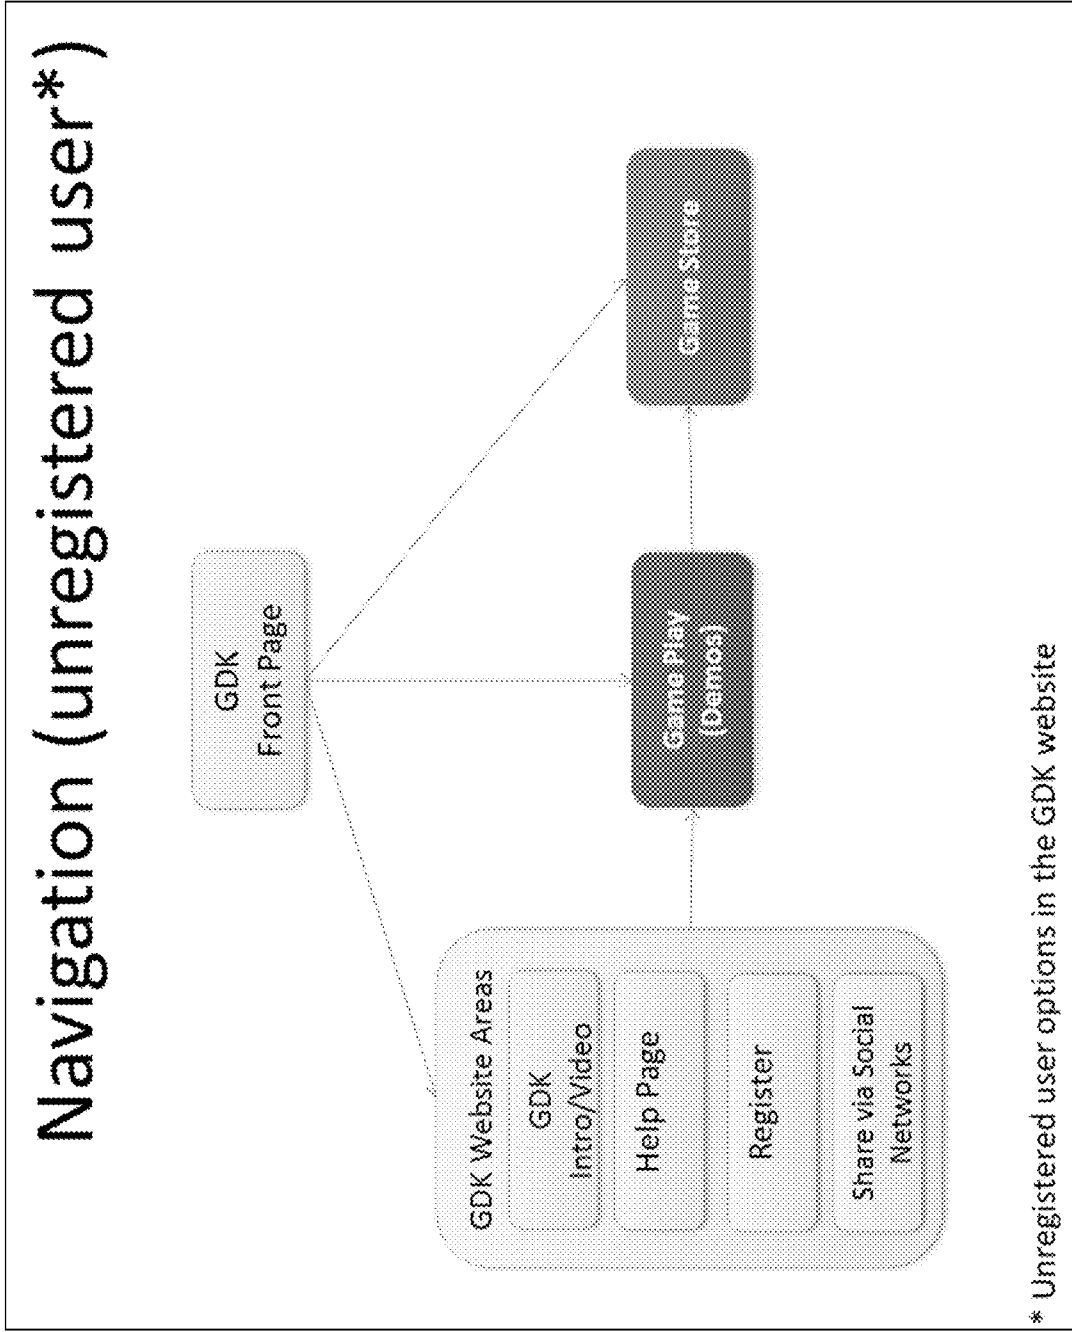 Navigation (unregistered user*)
GDK
Front Page
GDK Website Areas
GDK
Intro/Video
Help Page
Register
Share via Social
Networks
Game Play
(Demos)
Game Store
* Unregistered user options in the GDK website